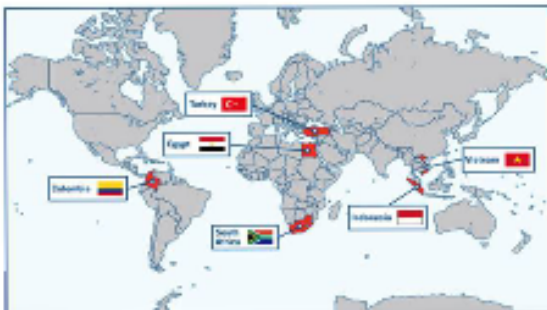 Turkey
Egypt
Vietnam
Colombia
Indonesia
South
Africa